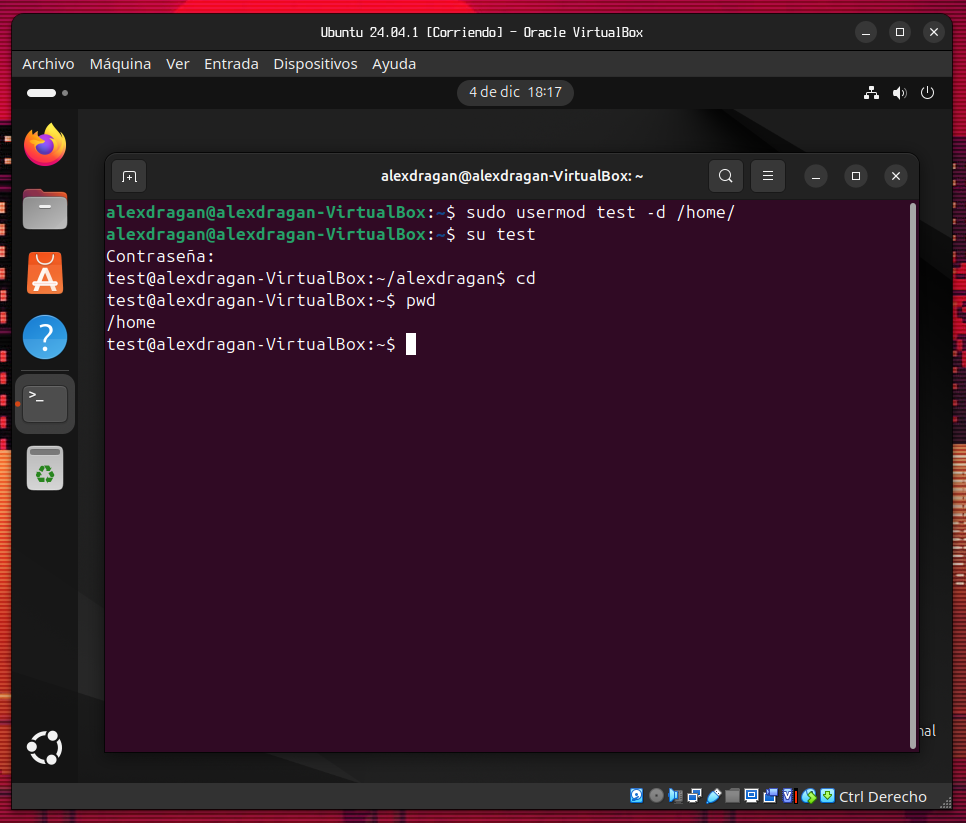 Ubuntu 24.04.1 [Corriendo] - Oracle VirtualBox
Archivo Máquina Ver Entrada Dispositivos Ayuda
4 de dic 18:17
alexdragan@alexdragan-VirtualBox: ~
alexdragan@alexdragan-VirtualBox:~$ sudo usermod test -d /home/
alexdragan@alexdragan-VirtualBox:~$ su test
Contraseña:
test@alexdragan-VirtualBox:~/alexdragan$ cd
test@alexdragan-VirtualBox:~$ pwd
/home
test@alexdragan-VirtualBox:~$
Ctrl Derecho